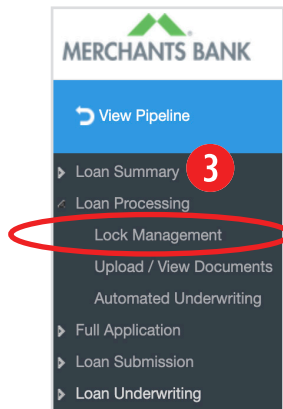 MERCHANTS BANK
View Pipeline
Loan Summary 3
Loan Processing
Lock Management
Upload / View Documents
Automated Underwriting
Full Application
Loan Submission
Loan Underwriting